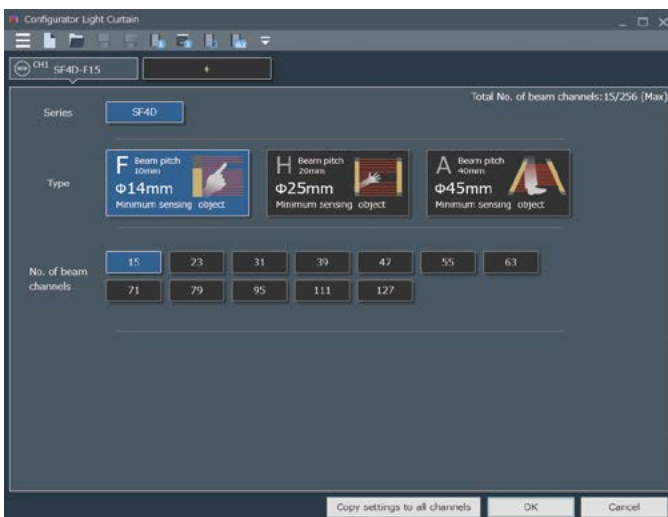 Configurator Light Curtain
NEW CH1 SF4D-F15
+
Total No. of beam channels:15/256 (Max)
Series
SF4D
Type
F Beam pitch
10mm
Φ14mm
Minimum sensing object
H Beam pitch
20mm
Φ25mm
Minimum sensing object
A Beam pitch
40mm
Φ45mm
Minimum sensing object
No. of beam
channels
15 23 31 39 47 55 63
71 79 95 111 127
Copy settings to all channels OK Cancel